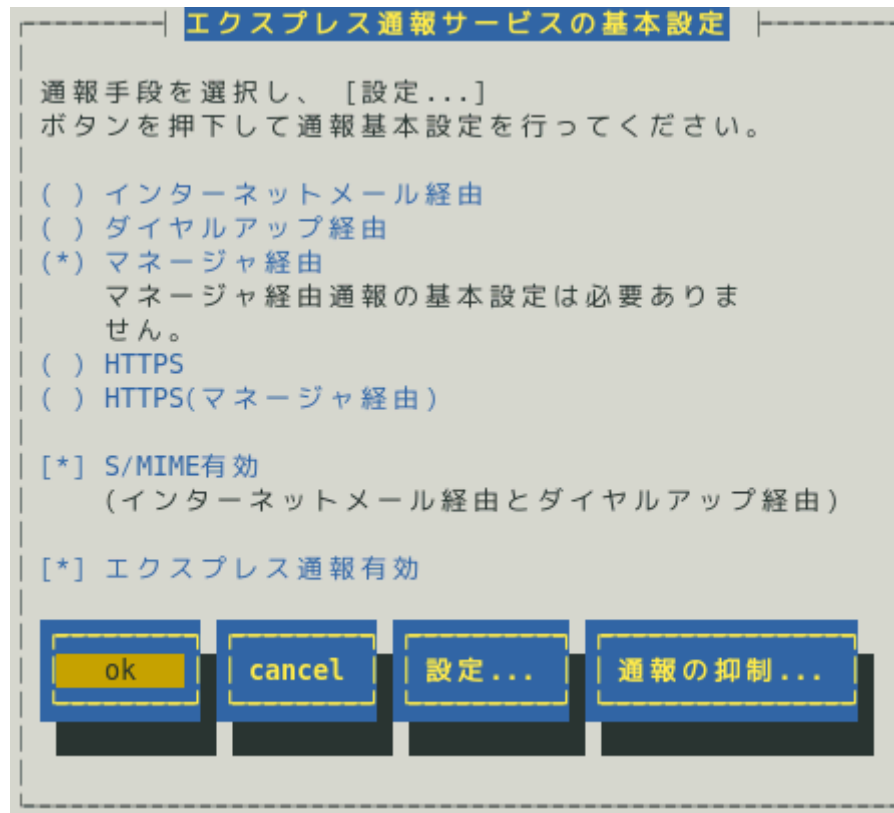 エクスプレス通報サービスの基本設定
通報手段を選択し、 [設定...]
ボタンを押下して通報基本設定を行ってください。
( ) インターネットメール経由
( ) ダイヤルアップ経由
(*) マネージャ経由
マネージャ経由通報の基本設定は必要ありま
せん。
( ) HTTPS
( ) HTTPS(マネージャ経由)
[*] S/MIME有効
(インターネットメール経由とダイヤルアップ経由)
[*] エクスプレス通報有効
ok cancel 設定... 通報の抑制...